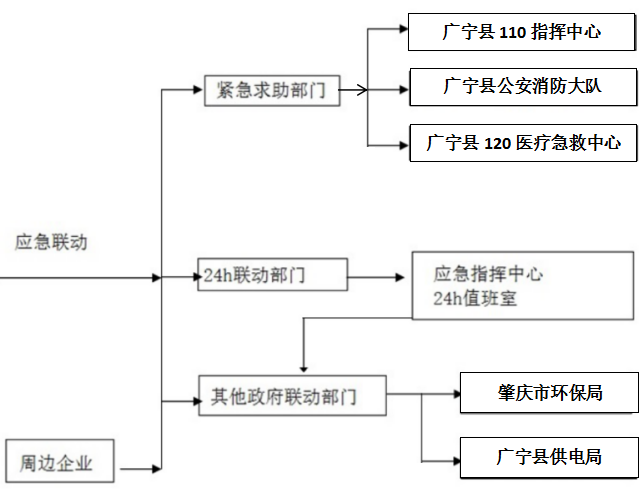 广宁县 110 指挥中心
紧急求助部门
广宁县公安消防大队
广宁县 120 医疗急救中心
应急联动
24h联动部门
应急指挥中心
24h值班室
其他政府联动部门
肇庆市环保局
周边企业
广宁县供电局